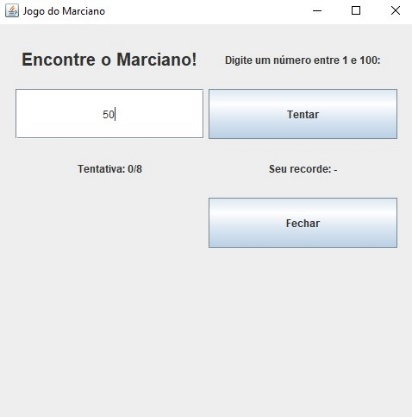 Jogo do Marciano
Encontre o Marciano!
Digite um número entre 1 e 100:
50
Tentar
Tentativa: 0/8
Seu recorde: -
Fechar